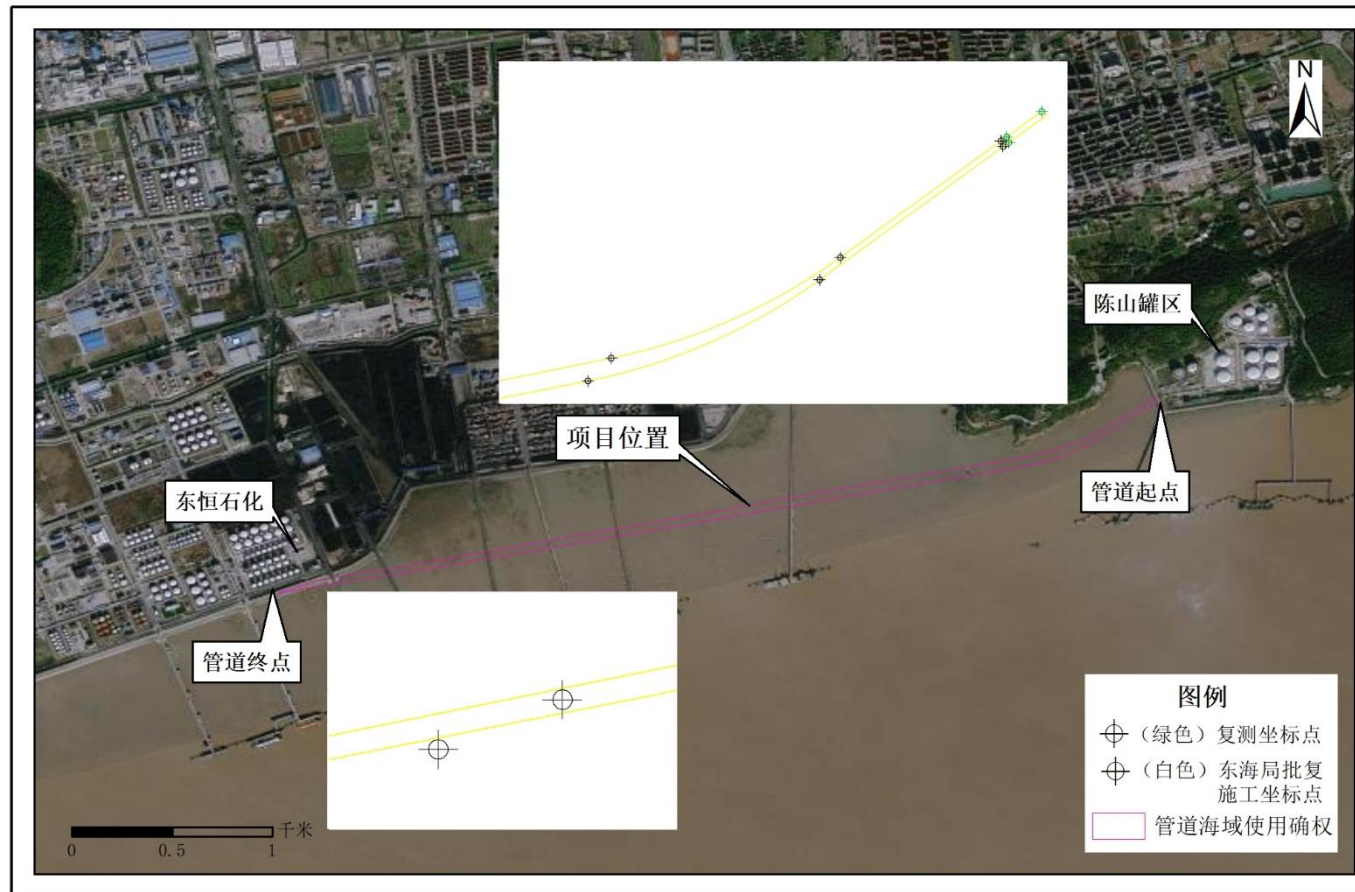 N
陈山罐区
项目位置
管道起点
东恒石化
管道终点
图例
（绿色）复测坐标点
（白色）东海局批复
施工坐标点
管道海域使用确权
千米
0 0.5 1